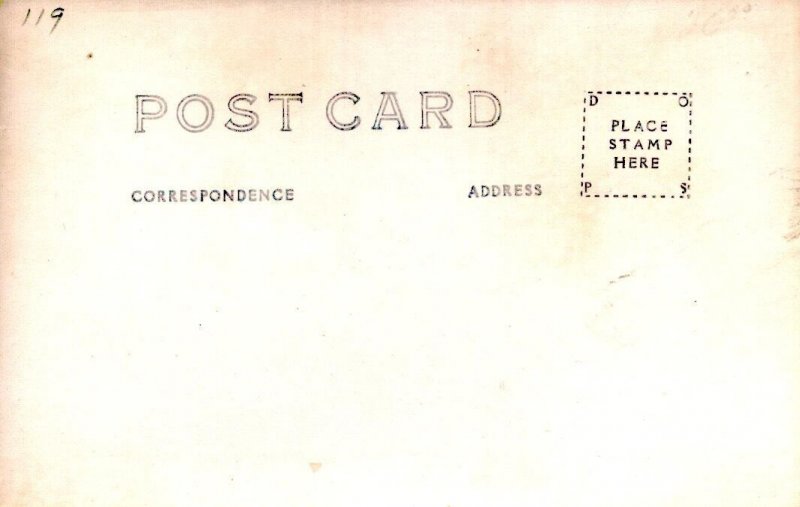 119
POST CARD
CORRESPONDENCE
ADDRESS
D O
PLACE
STAMP
HERE
P S